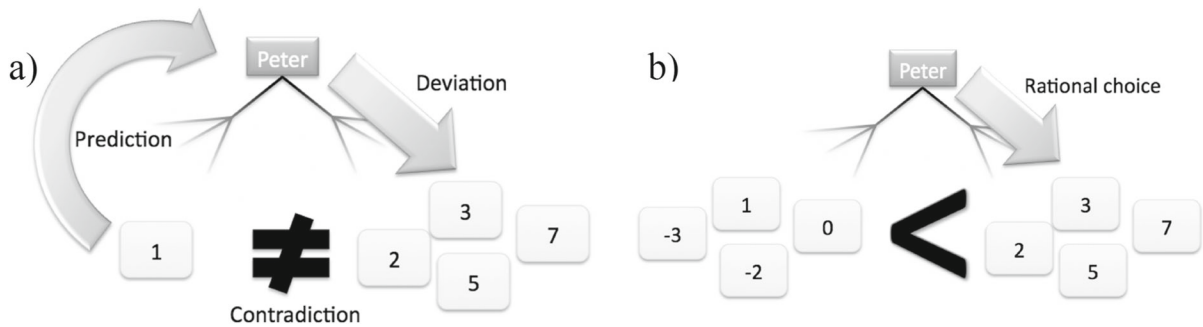 a)
Peter
Deviation
Prediction
1
≠
Contradiction
3
7
2
5
b)
Peter
Rational choice
-3
1
0
-2
<
3
7
2
5